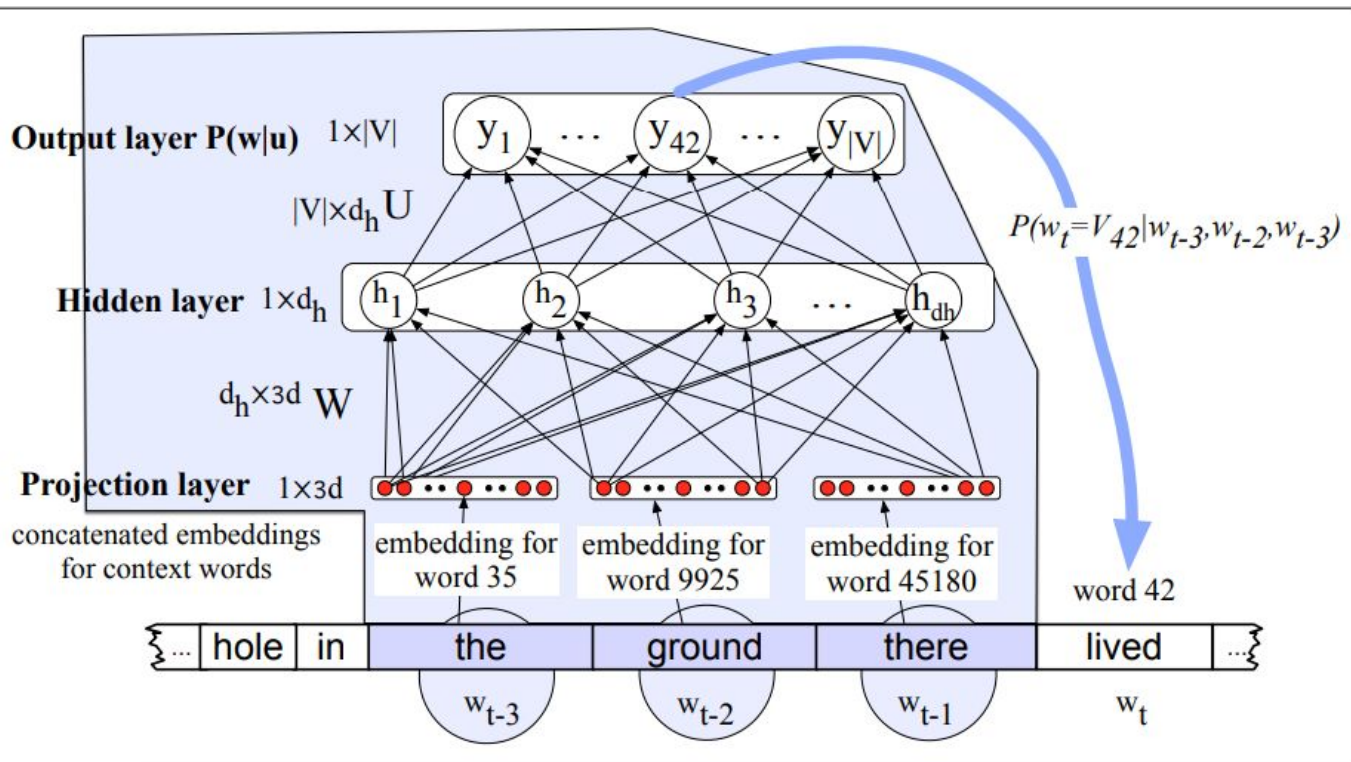 Output layer P(w|u) 1×|V|
y1 ... y42 ... y|V|
|V|×dh U
P(wt=V42|wt-3,wt-2,wt-3)
Hidden layer 1×dh
h1 h2 h3 ... hdh
dh×3d W
Projection layer 1×3d
concatenated embeddings
for context words
embedding for
word 35
embedding for
word 9925
embedding for
word 45180
word 42
... hole in the ground there lived ...
wt-3 wt-2 wt-1 wt